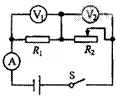 V₁ V₂
R₁ R₂
A
S